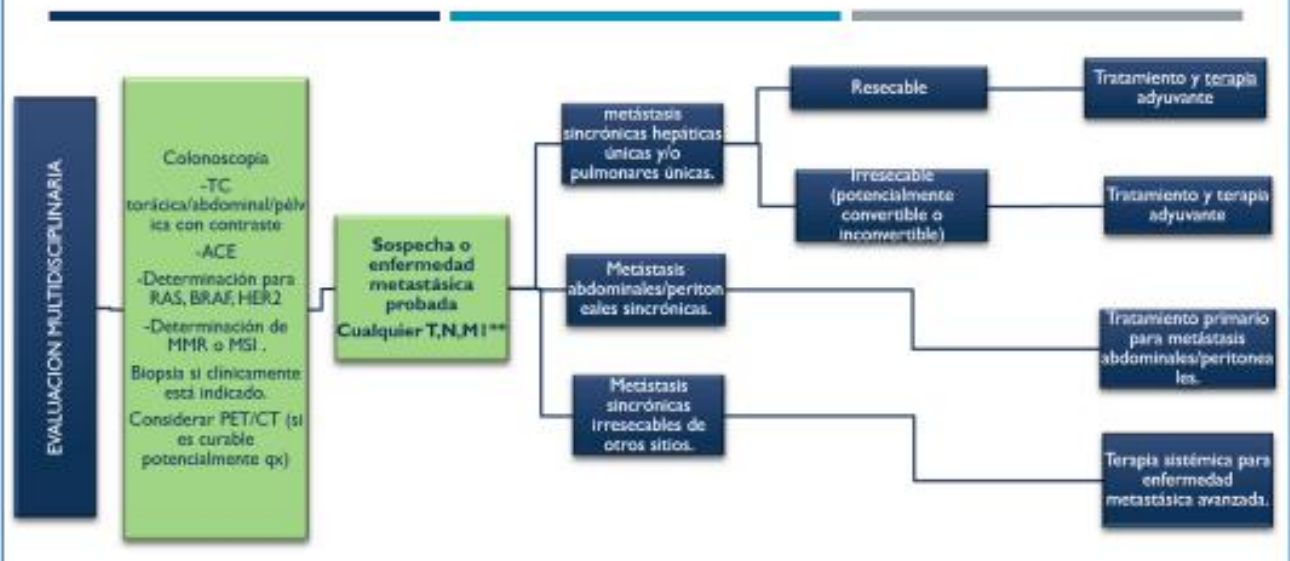 EVALUACION MULTIDISCIPLINARIA
Colonoscopia
-TC
torácica/abdominal/pélv
ica con contraste
-ACE
-Determinación para
RAS, BRAF, HER2
-Determinación de
MMR o MSI .
Biopsia si clinicamente
está indicado.
Considerar PET/CT (si
es curable
potencialmente qx)
Sospecha o
enfermedad
metastásica
probada
Cualquier T,N,M1**
metástasis
sincrónicas hepáticas
únicas y/o
pulmonares únicas.
Resecable
Tratamiento y terapia
adyuvante
Irresecable
(potencialmente
convertible o
inconvertible)
Tratamiento y terapia
adyuvante
Metástasis
abdominales/periton
eales sincrónicas.
Tratamiento primario
para metástasis
abdominales/peritonea
les.
Metástasis
sincrónicas
irresecables de
otros sitios.
Terapia sistémica para
enfermedad
metastásica avanzada.